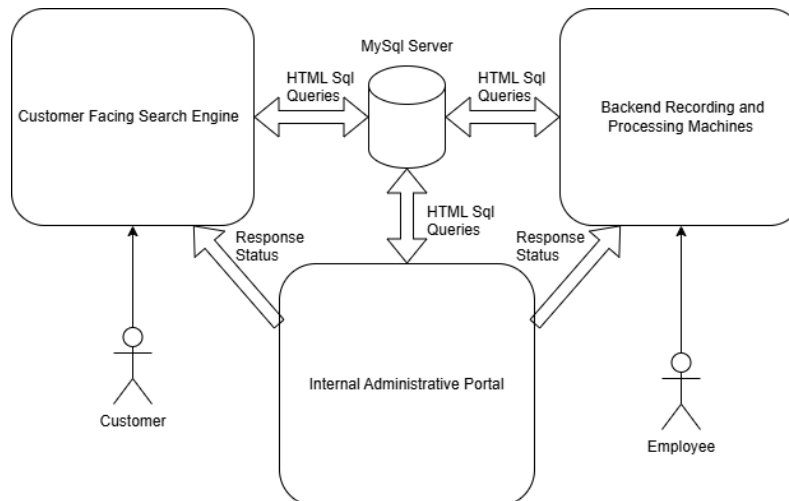 MySql Server
HTML Sql
Queries
HTML Sql
Queries
Customer Facing Search Engine
Backend Recording and
Processing Machines
HTML Sql
Queries
Response
Status
Response
Status
Internal Administrative Portal
Customer
Employee